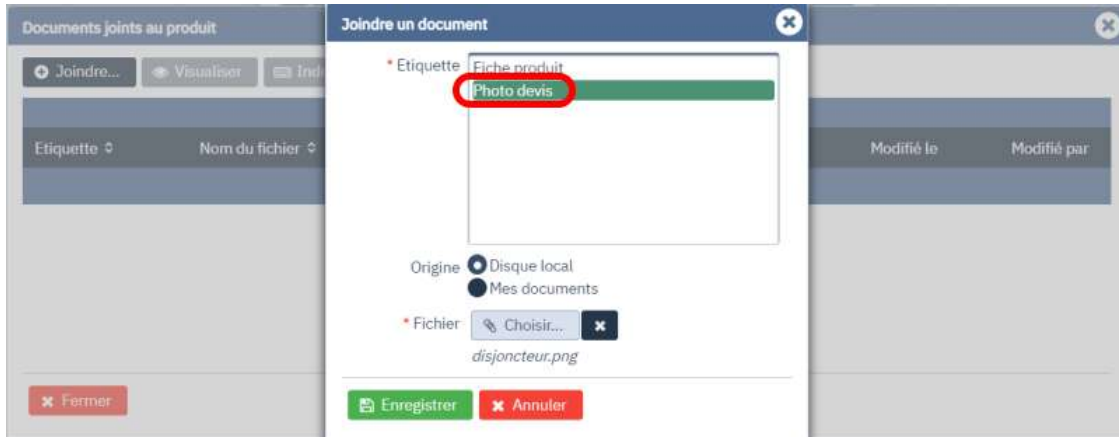 Documents joints au produit
Joindre un document
Joindre...
Visualiser
* Etiquette
Fiche produit
Photo devis
Etiquette
Nom du fichier
Modifié le
Modifié par
Origine
Disque local
Mes documents
* Fichier
Choisir...
disjoncteur.png
Fermer
Enregistrer
Annuler